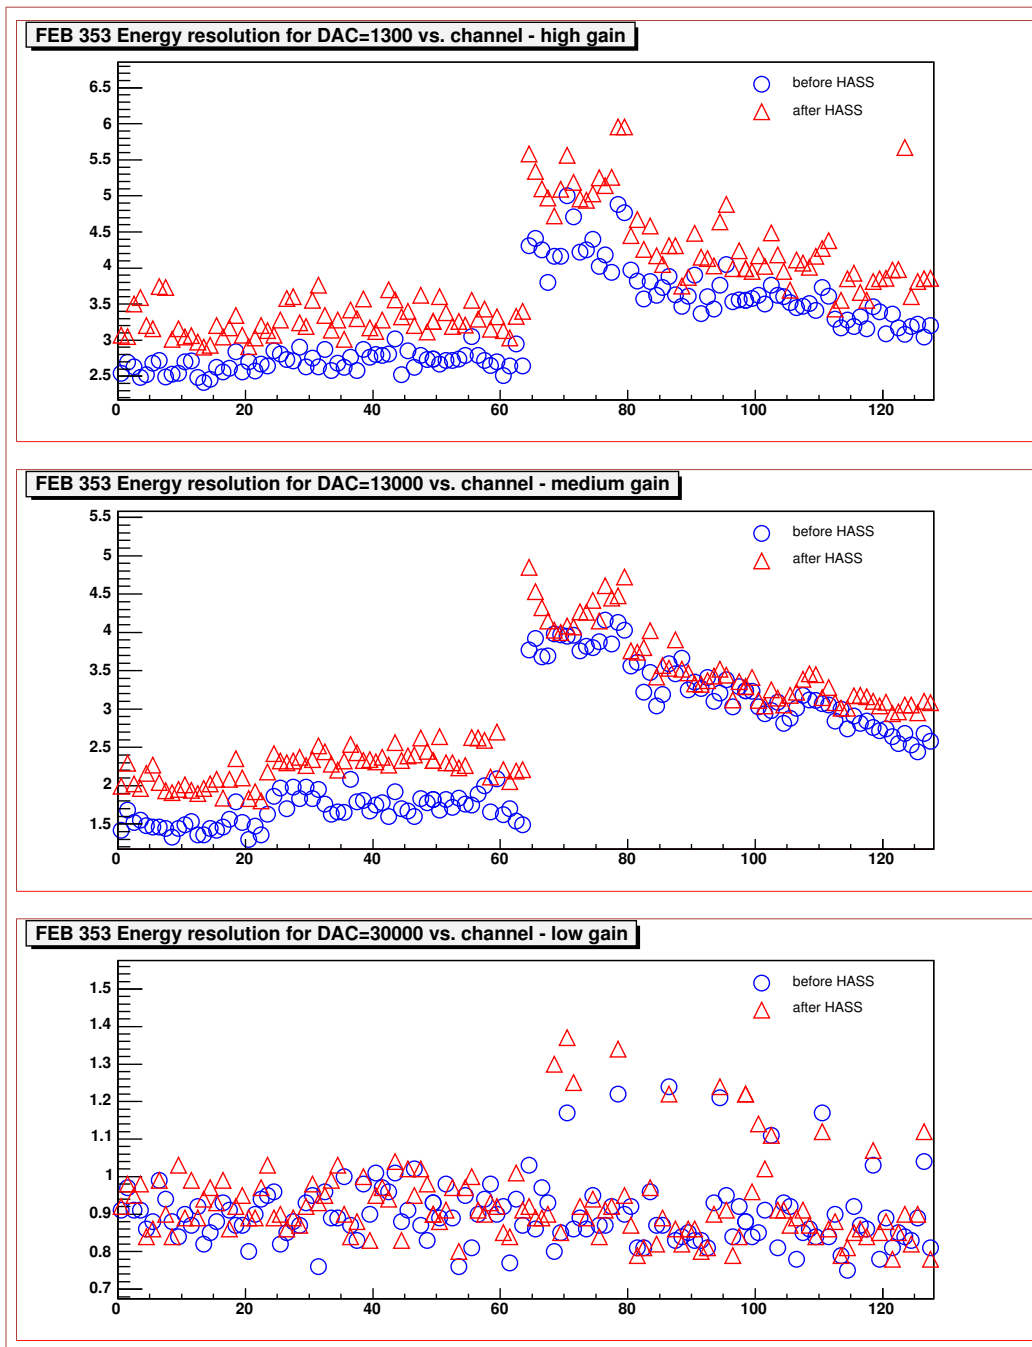 FEB 353 Energy resolution for DAC=1300 vs. channel - high gain
before HASS
after HASS
6.5
6
5.5
5
4.5
4
3.5
3
2.5
0 20 40 60 80 100 120
FEB 353 Energy resolution for DAC=13000 vs. channel - medium gain
before HASS
after HASS
5.5
5
4.5
4
3.5
3
2.5
2
1.5
0 20 40 60 80 100 120
FEB 353 Energy resolution for DAC=30000 vs. channel - low gain
before HASS
after HASS
1.5
1.4
1.3
1.2
1.1
1
0.9
0.8
0.7
0 20 40 60 80 100 120